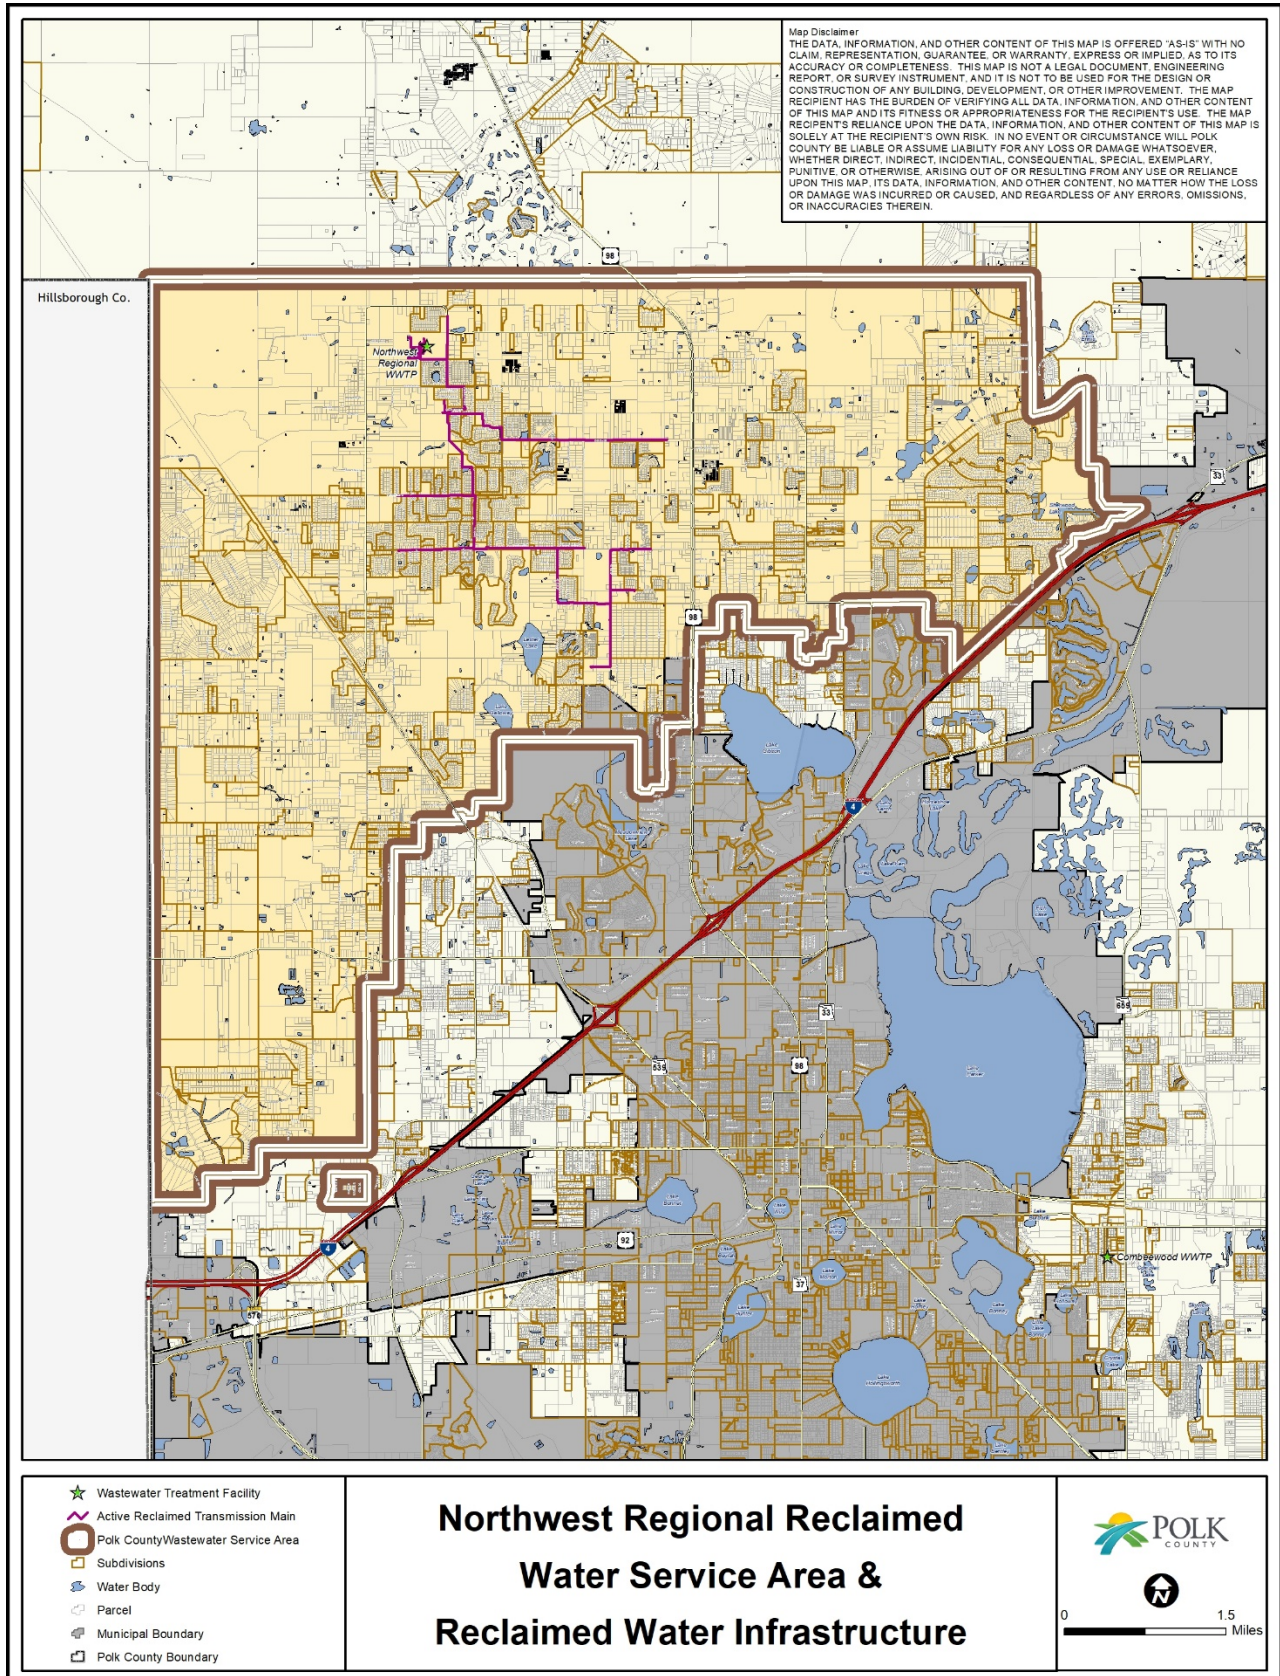 Map Disclaimer
THE DATA, INFORMATION, AND OTHER CONTENT OF THIS MAP IS OFFERED "AS-IS" WITH NO
CLAIM, REPRESENTATION, GUARANTEE, OR WARRANTY, EXPRESS OR IMPLIED, AS TO ITS
ACCURACY OR COMPLETENESS. THIS MAP IS NOT A LEGAL DOCUMENT, ENGINEERING
REPORT, OR SURVEY INSTRUMENT, AND IT IS NOT TO BE USED FOR THE DESIGN OR
CONSTRUCTION OF ANY BUILDING, DEVELOPMENT, OR OTHER IMPROVEMENT. THE MAP
RECIPIENT HAS THE BURDEN OF VERIFYING ALL DATA, INFORMATION, AND OTHER CONTENT
OF THIS MAP AND ITS FITNESS OR APPROPRIATENESS FOR THE RECIPIENT'S USE. THE MAP
RECIPENT'S RELIANCE UPON THE DATA, INFORMATION, AND OTHER CONTENT OF THIS MAP IS
SOLELY AT THE RECIPIENT'S OWN RISK. IN NO EVENT OR CIRCUMSTANCE WILL POLK
COUNTY BE LIABLE OR ASSUME LIABILITY FOR ANY LOSS OR DAMAGE WHATSOEVER,
WHETHER DIRECT, INDIRECT, INCIDENTIAL, CONSEQUENTIAL, SPECIAL, EXEMPLARY,
PUNITIVE, OR OTHERWISE, ARISING OUT OF OR RESULTING FROM ANY USE OR RELIANCE
UPON THIS MAP, ITS DATA, INFORMATION, AND OTHER CONTENT, NO MATTER HOW THE LOSS
OR DAMAGE WAS INCURRED OR CAUSED, AND REGARDLESS OF ANY ERRORS, OMISSIONS,
OR INACCURACIES THEREIN.
98
Hillsborough Co.
Northwest
Regional
WWTP
33
98
Lake
Gibson
4
33
659
539
98
Lake
Parker
Lake
Bonnet
92
4
Combeewood WWTP
37
570
Lake
Hollingsworth
Wastewater Treatment Facility
Active Reclaimed Transmission Main
Polk CountyWastewater Service Area
Subdivisions
Water Body
Parcel
Municipal Boundary
Polk County Boundary
Northwest Regional Reclaimed
Water Service Area &
Reclaimed Water Infrastructure
POLK
COUNTY
N
0 1.5
Miles